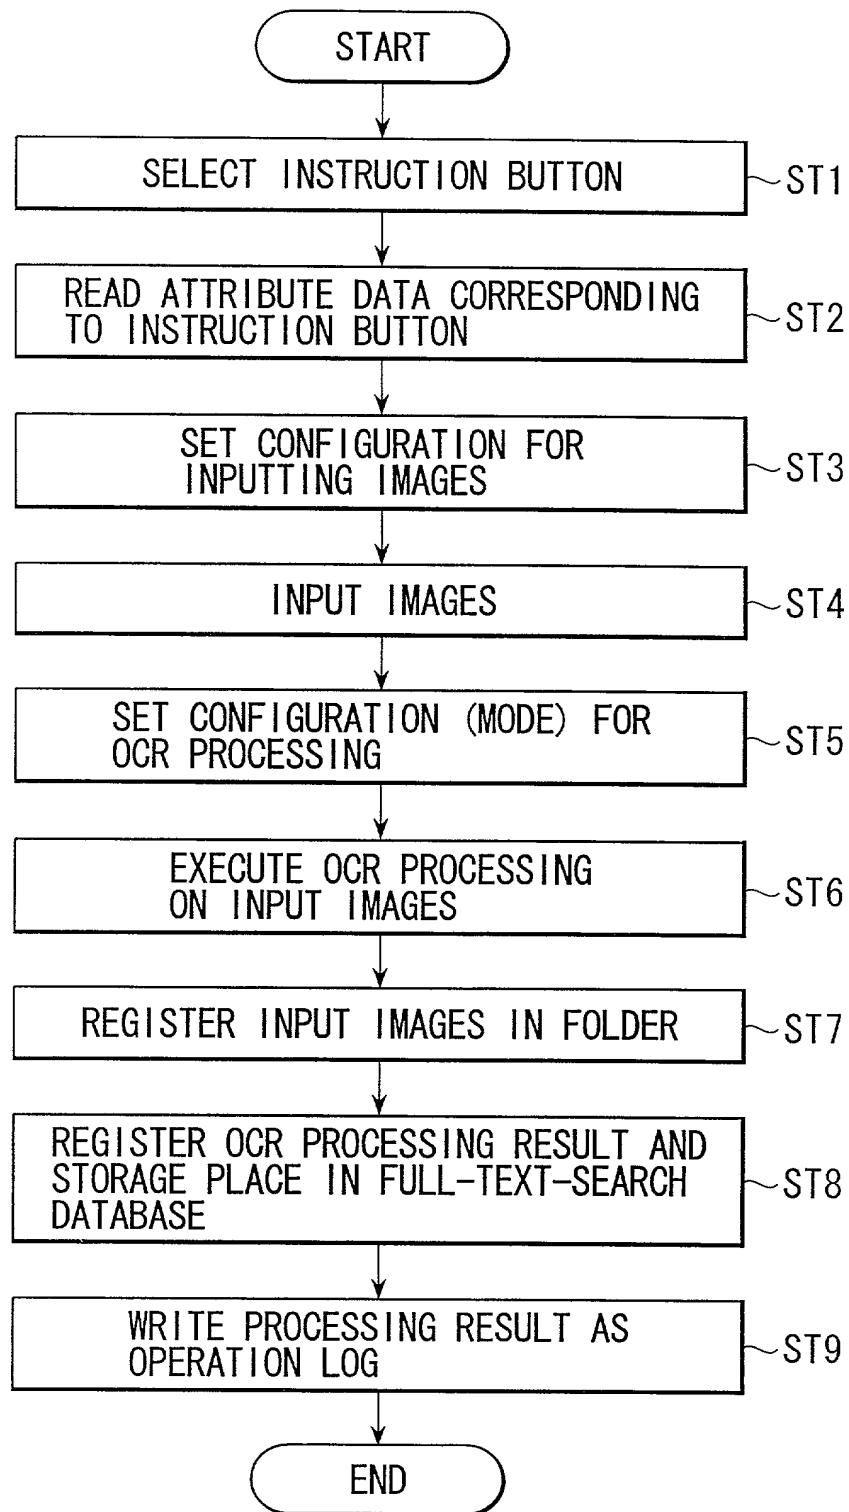 START
SELECT INSTRUCTION BUTTON
ST1
READ ATTRIBUTE DATA CORRESPONDING
TO INSTRUCTION BUTTON
ST2
SET CONFIGURATION FOR
INPUTTING IMAGES
ST3
INPUT IMAGES
ST4
SET CONFIGURATION (MODE) FOR
OCR PROCESSING
ST5
EXECUTE OCR PROCESSING
ON INPUT IMAGES
ST6
REGISTER INPUT IMAGES IN FOLDER
ST7
REGISTER OCR PROCESSING RESULT AND
STORAGE PLACE IN FULL-TEXT-SEARCH
DATABASE
ST8
WRITE PROCESSING RESULT AS
OPERATION LOG
ST9
END